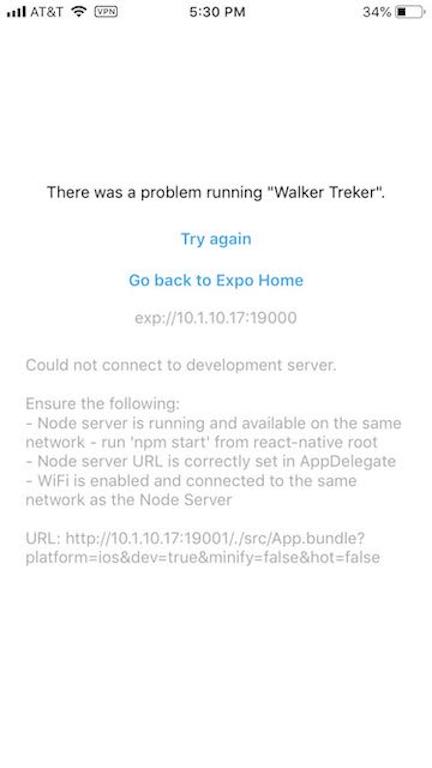 AT&T VPN 5:30 PM 34%
There was a problem running "Walker Treker".
Try again
Go back to Expo Home
exp://10.1.10.17:19000
Could not connect to development server.
Ensure the following:
- Node server is running and available on the same
network - run 'npm start' from react-native root
- Node server URL is correctly set in AppDelegate
- WiFi is enabled and connected to the same
network as the Node Server
URL: http://10.1.10.17:19001/./src/App.bundle?
platform=ios&dev=true&minify=false&hot=false